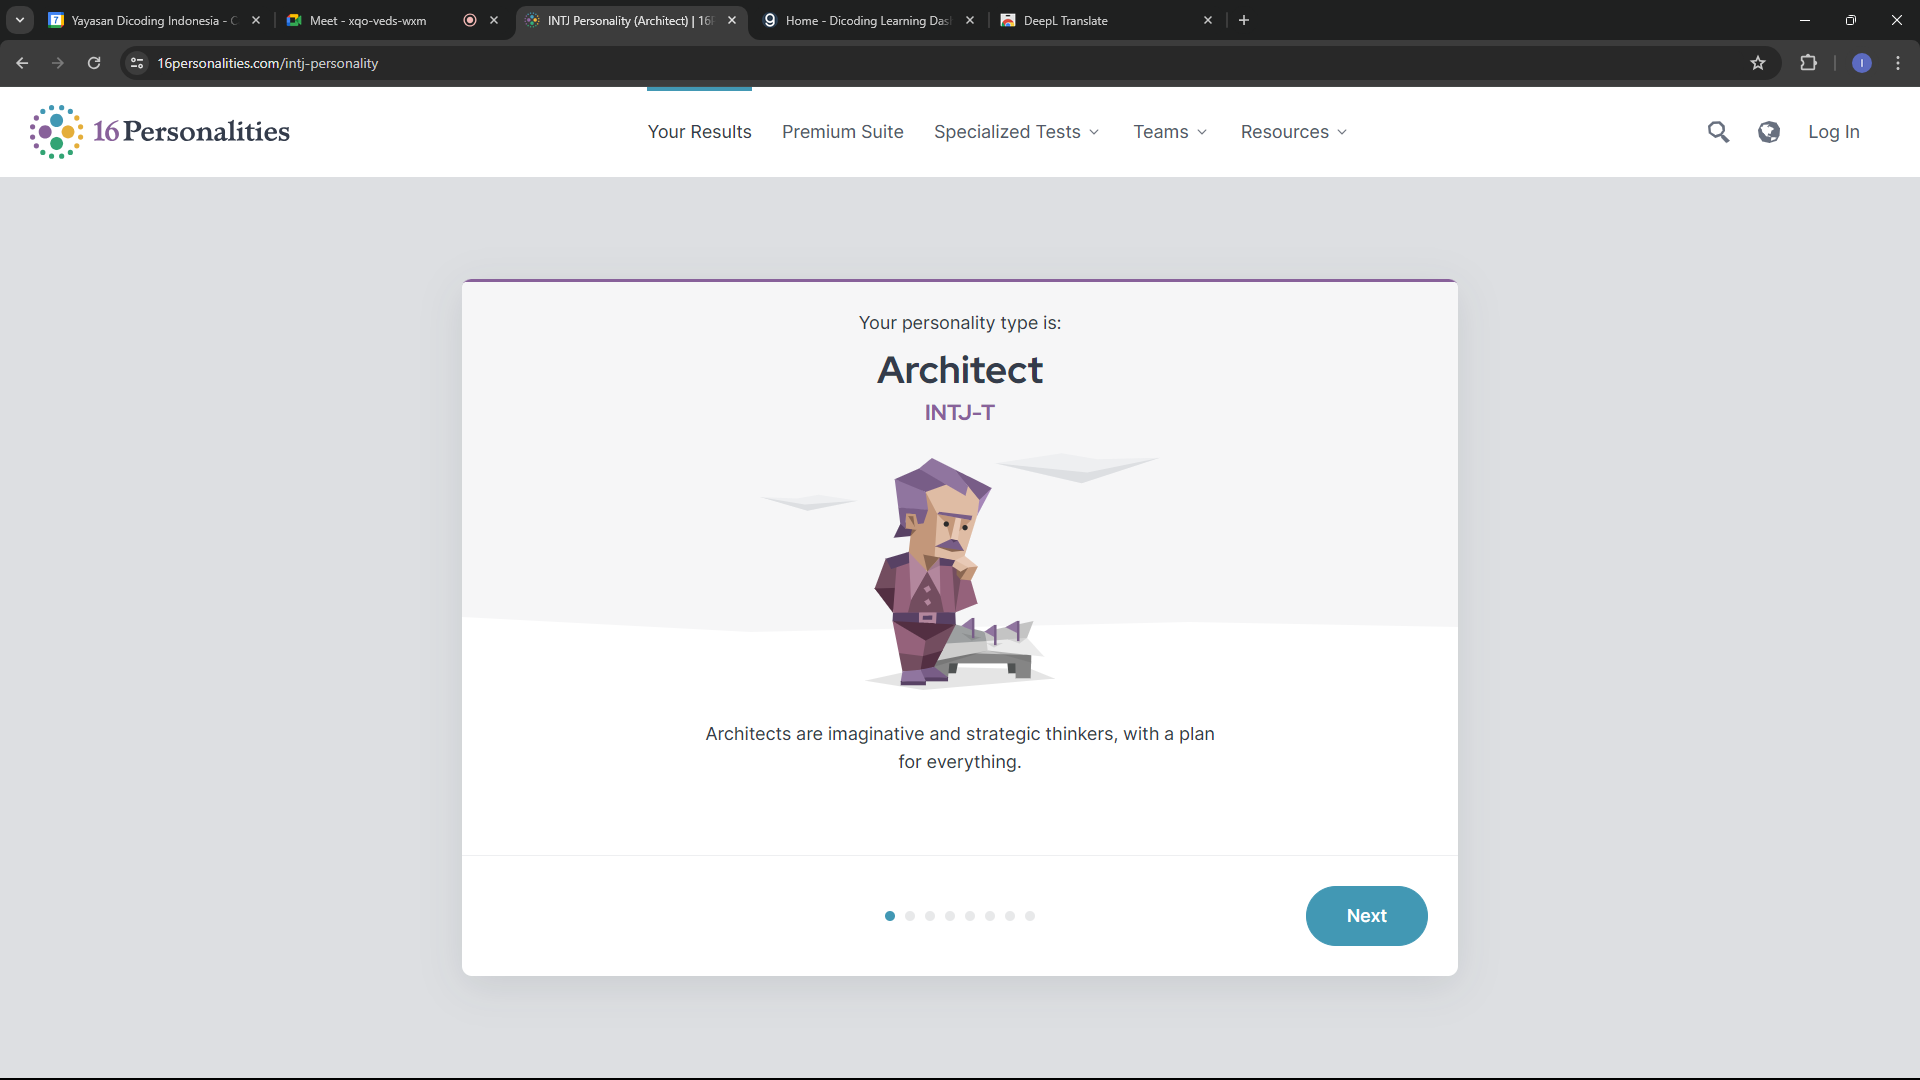 Yayasan Dicoding Indonesia - C
Meet - xqo-veds-wxm
INTJ Personality (Architect) | 16P
Home - Dicoding Learning Das
DeepL Translate
16personalities.com/intj-personality
I
16Personalities
Your Results
Premium Suite
Specialized Tests
Teams
Resources
Log In
Your personality type is:
Architect
INTJ-T
Architects are imaginative and strategic thinkers, with a plan
for everything.
Next